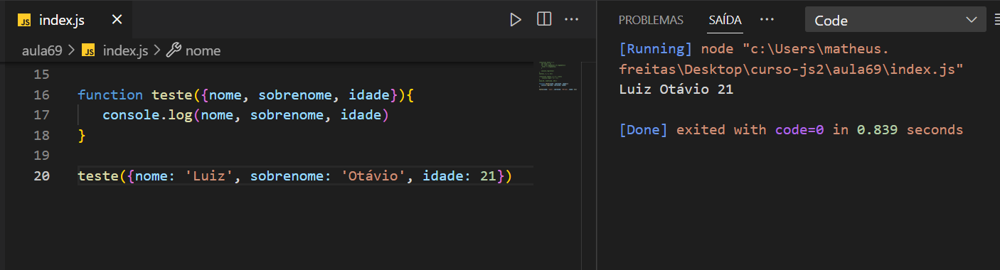 JS index.js
aula69 > JS index.js > nome
15
16 function teste({nome, sobrenome, idade}){
17 console.log(nome, sobrenome, idade)
18 }
19
20 teste({nome: 'Luiz', sobrenome: 'Otávio', idade: 21})
PROBLEMAS SAÍDA ··· Code
[Running] node "c:\Users\matheus.
freitas\Desktop\curso-js2\aula69\index.js"
Luiz Otávio 21
[Done] exited with code=0 in 0.839 seconds